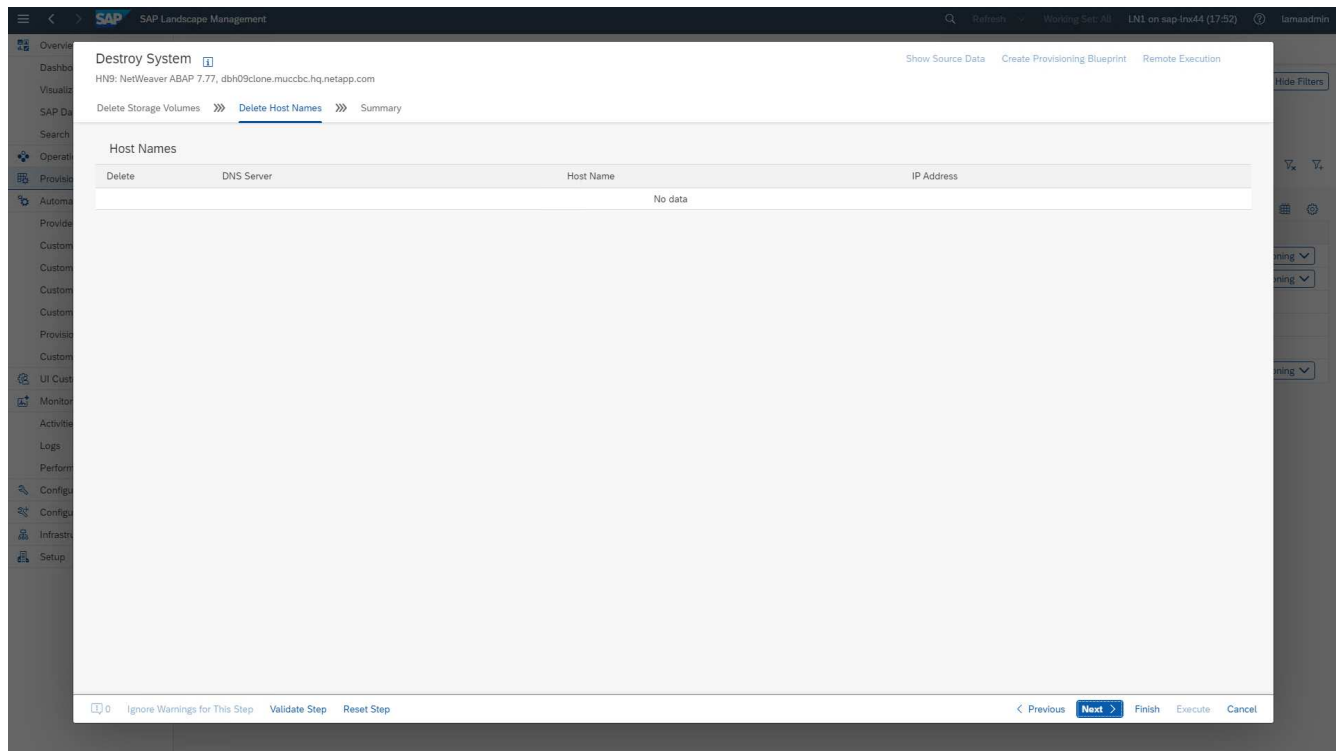 SAP SAP Landscape Management Refresh Working Set: All LN1 on sap-lnx44 (17:52) lamaadmin
Overvie
Dashbo
Visualiz
SAP Da
Search
Operati
Provisio
Automa
Provide
Custom
Custom
Custom
Custom
Provisio
Custom
UI Cust
Monitor
Activitie
Logs
Perform
Configu
Configu
Infrastru
Setup
Hide Filters
oning
oning
oning
Destroy System Show Source Data Create Provisioning Blueprint Remote Execution
HN9: NetWeaver ABAP 7.77, dbh09clone.muccbc.hq.netapp.com
Delete Storage Volumes Delete Host Names Summary
Host Names
Delete DNS Server Host Name IP Address
No data
0 Ignore Warnings for This Step Validate Step Reset Step < Previous Next > Finish Execute Cancel